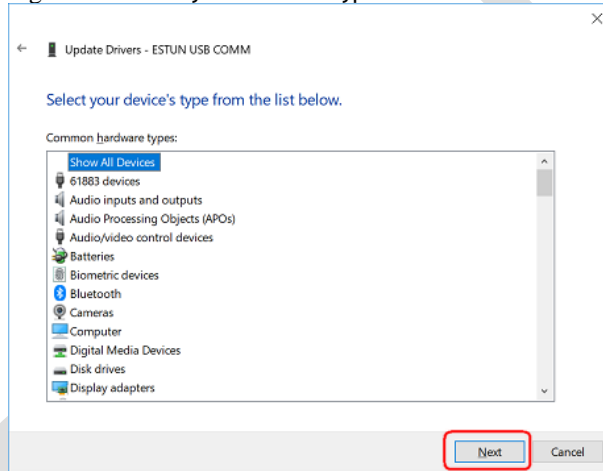 Update Drivers - ESTUN USB COMM
Select your device's type from the list below.
Common hardware types:
Show All Devices
61883 devices
Audio inputs and outputs
Audio Processing Objects (APOs)
Audio/video control devices
Batteries
Biometric devices
Bluetooth
Cameras
Computer
Digital Media Devices
Disk drives
Display adapters
Next Cancel